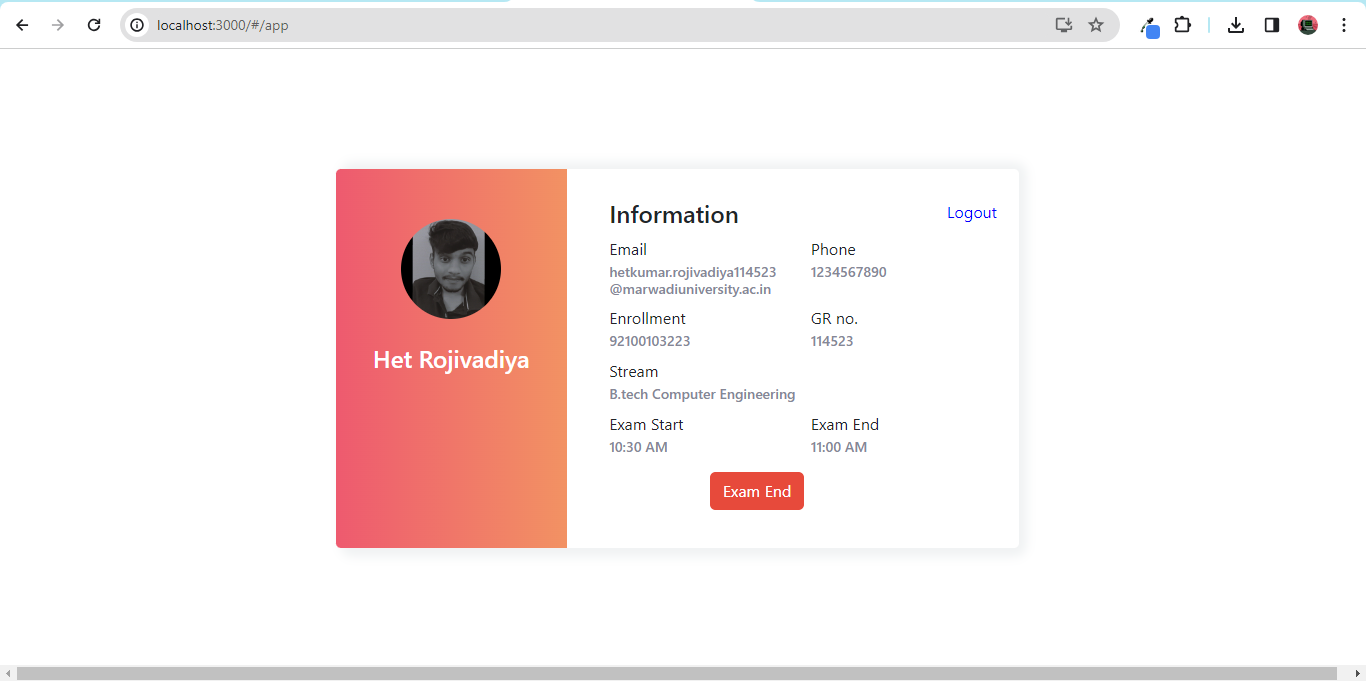 localhost:3000/#/app
Information
Logout
Email
Phone
hetkumar.rojivadiya114523
@marwadiuniversity.ac.in
1234567890
Enrollment
GR no.
92100103223
114523
Het Rojivadiya
Stream
B.tech Computer Engineering
Exam Start
Exam End
10:30 AM
11:00 AM
Exam End